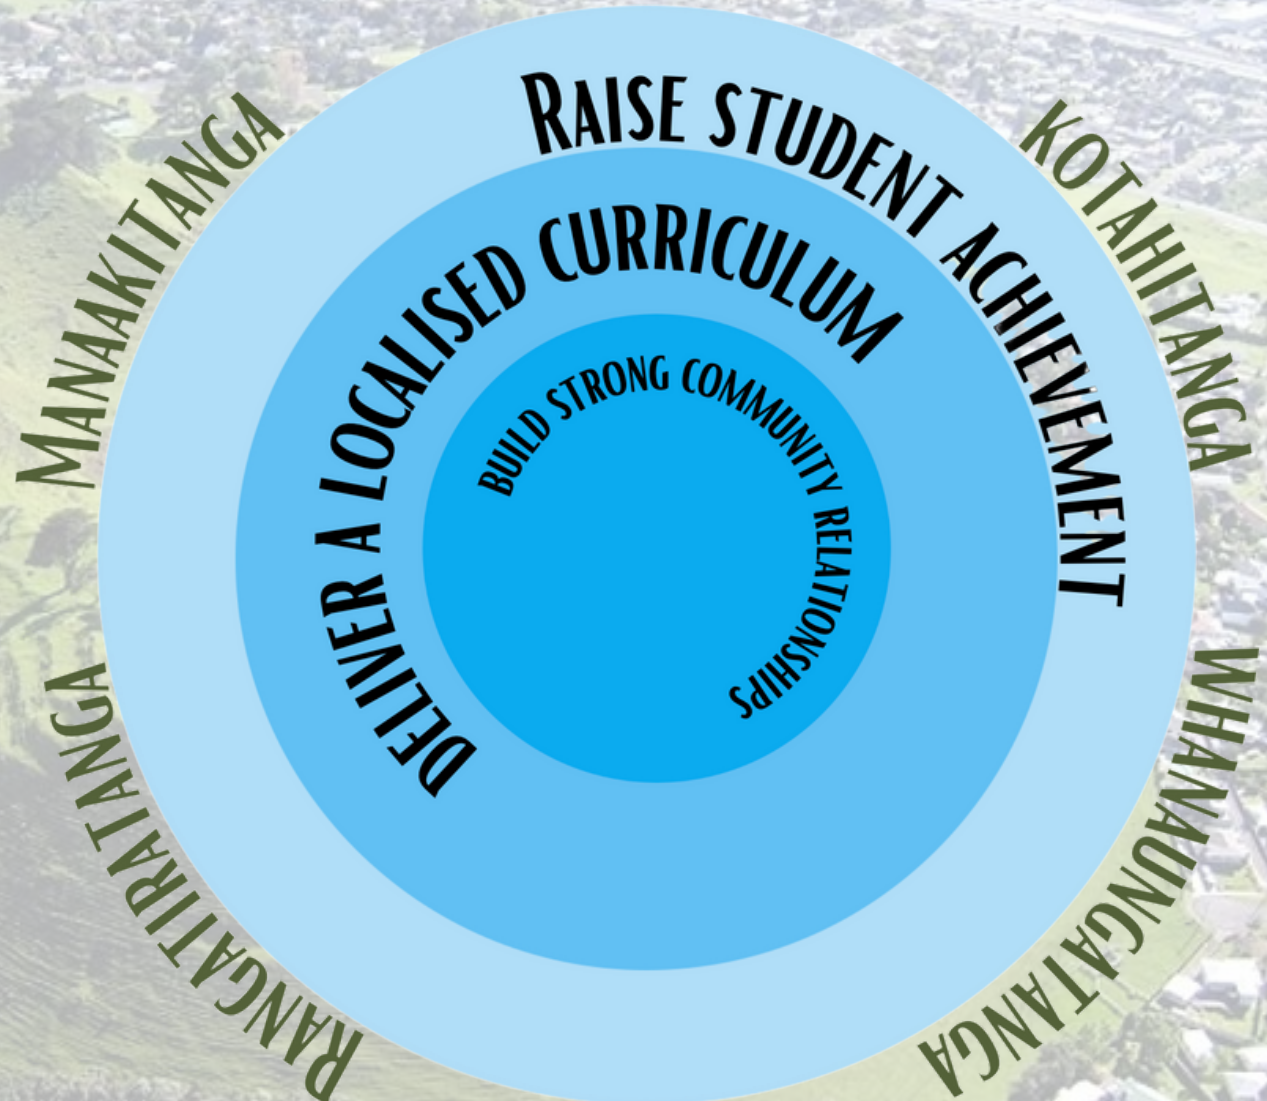 MANAAKITANGA
KOTAHITANGA
RAISE STUDENT ACHIEVEMENT
DELIVER A LOCALISED CURRICULUM
BUILD STRONG COMMUNITY RELATIONSHIPS
RANGATIRATANGA
WHANAUNGATANGA